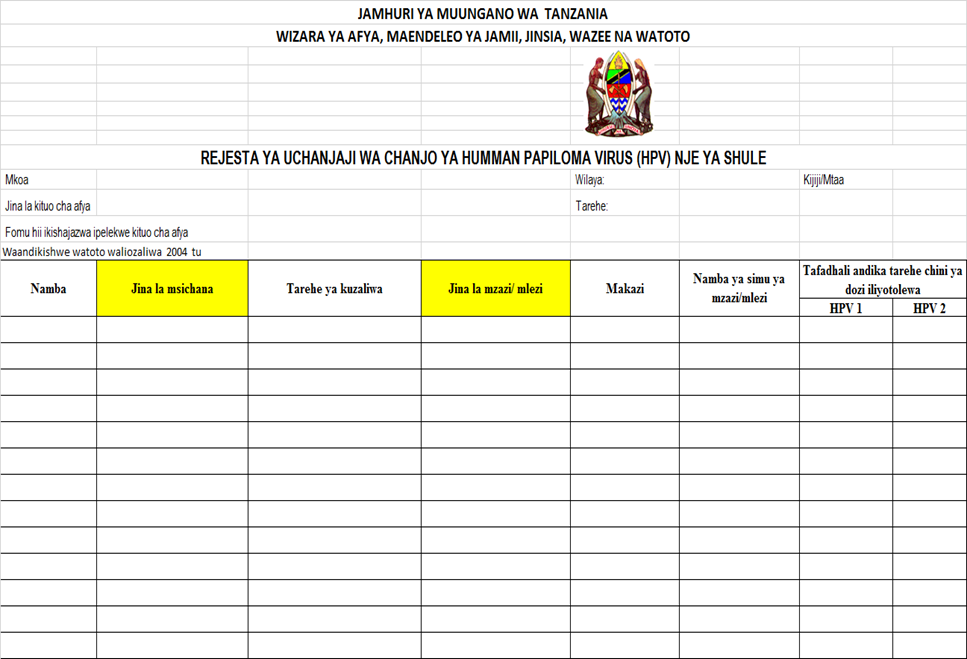 JAMHURI YA MUUNGANO WA TANZANIA
WIZARA YA AFYA, MAENDELEO YA JAMII, JINSIA, WAZEE NA WATOTO
REJESTA YA UCHANJAJI WA CHANJO YA HUMMAN PAPILOMA VIRUS (HPV) NJE YA SHULE
Mkoa Wilaya: Kijiji/Mtaa
Jina la kituo cha afya Tarehe:
Fomu hii ikishajazwa ipelekwe kituo cha afya
Waandikishwe watoto waliozaliwa 2004 tu
Namba
Jina la msichana
Tarehe ya kuzaliwa
Jina la mzazi/ mlezi
Makazi
Namba ya simu ya
mzazi/mlezi
Tafadhali andika tarehe chini ya
dozi iliyotolewa
HPV 1 HPV 2